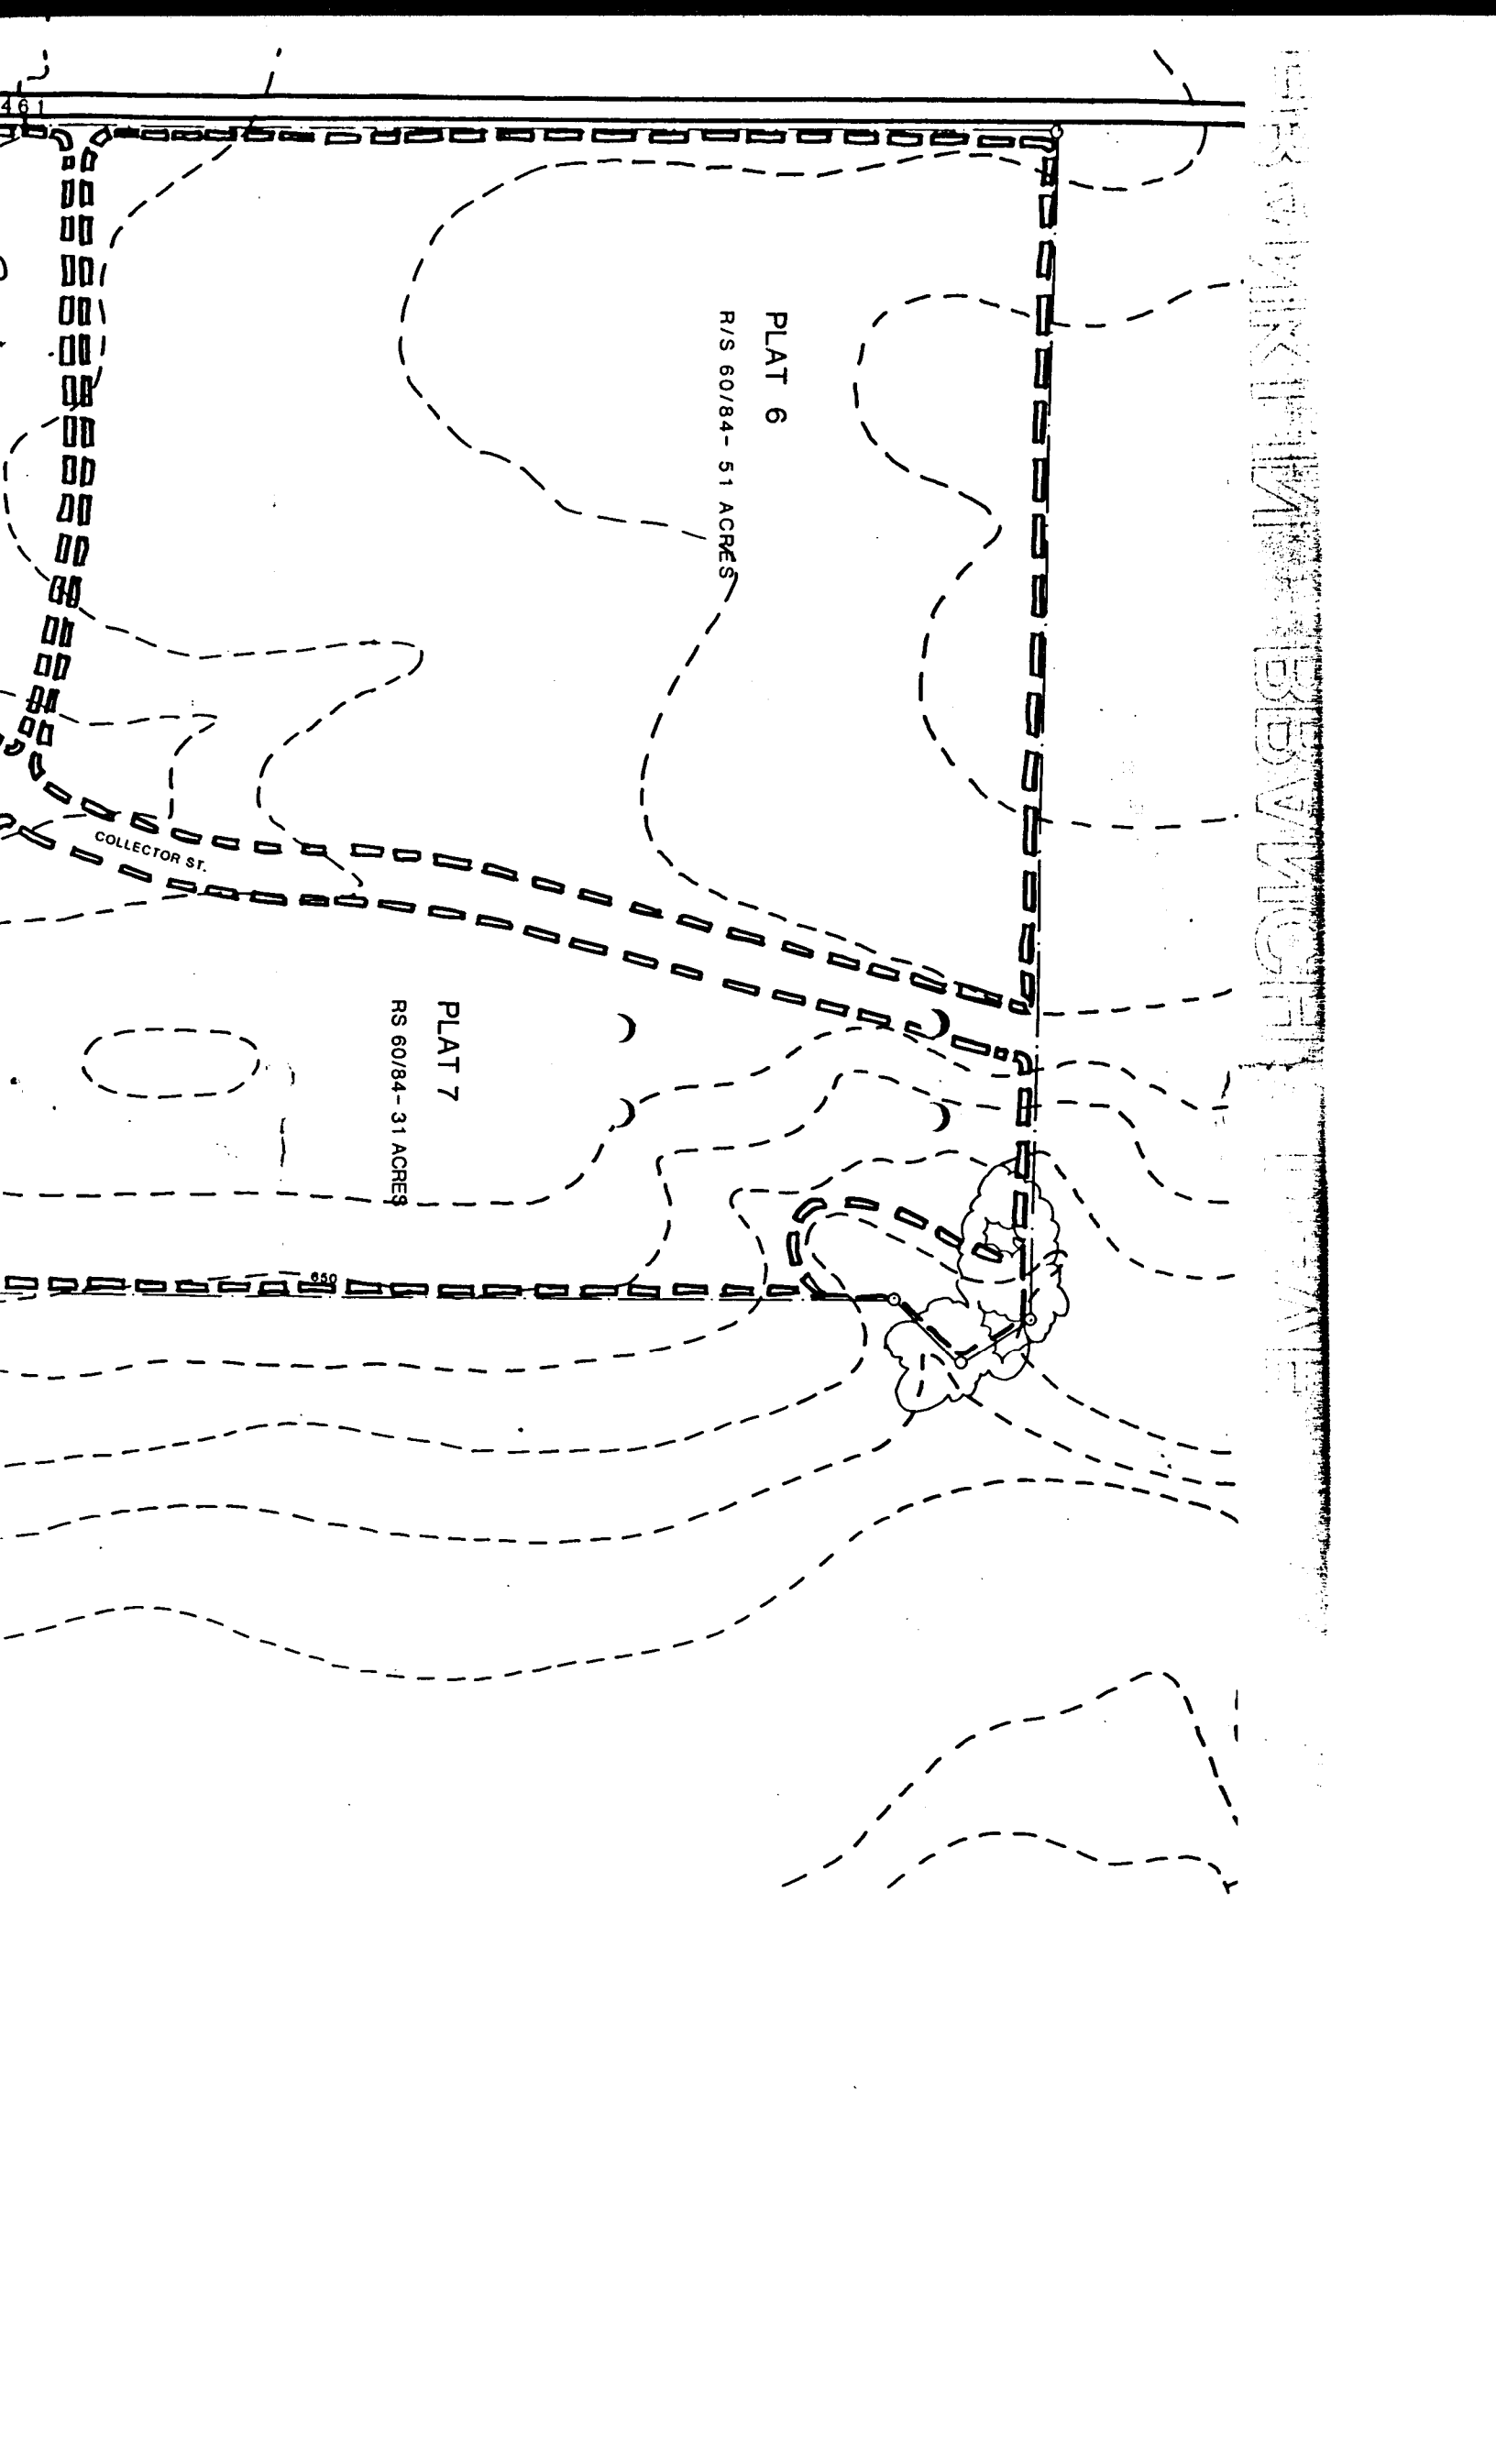 461
PLAT 6
R/S 60/84- 51 ACRES
COLLECTOR ST.
PLAT 7
RS 60/84- 31 ACRES
650